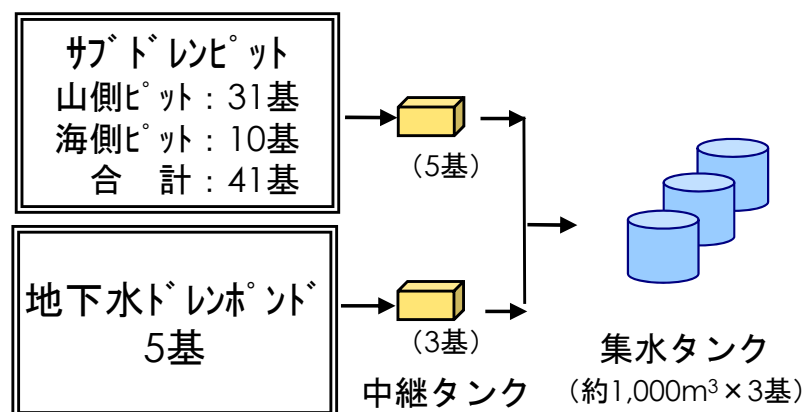 サブドレンピット
山側ピット：31基
海側ピット：10基
合　計：41基
（5基）
地下水ドレンポンド
5基
（3基）
中継タンク
集水タンク
（約1,000m³×3基）